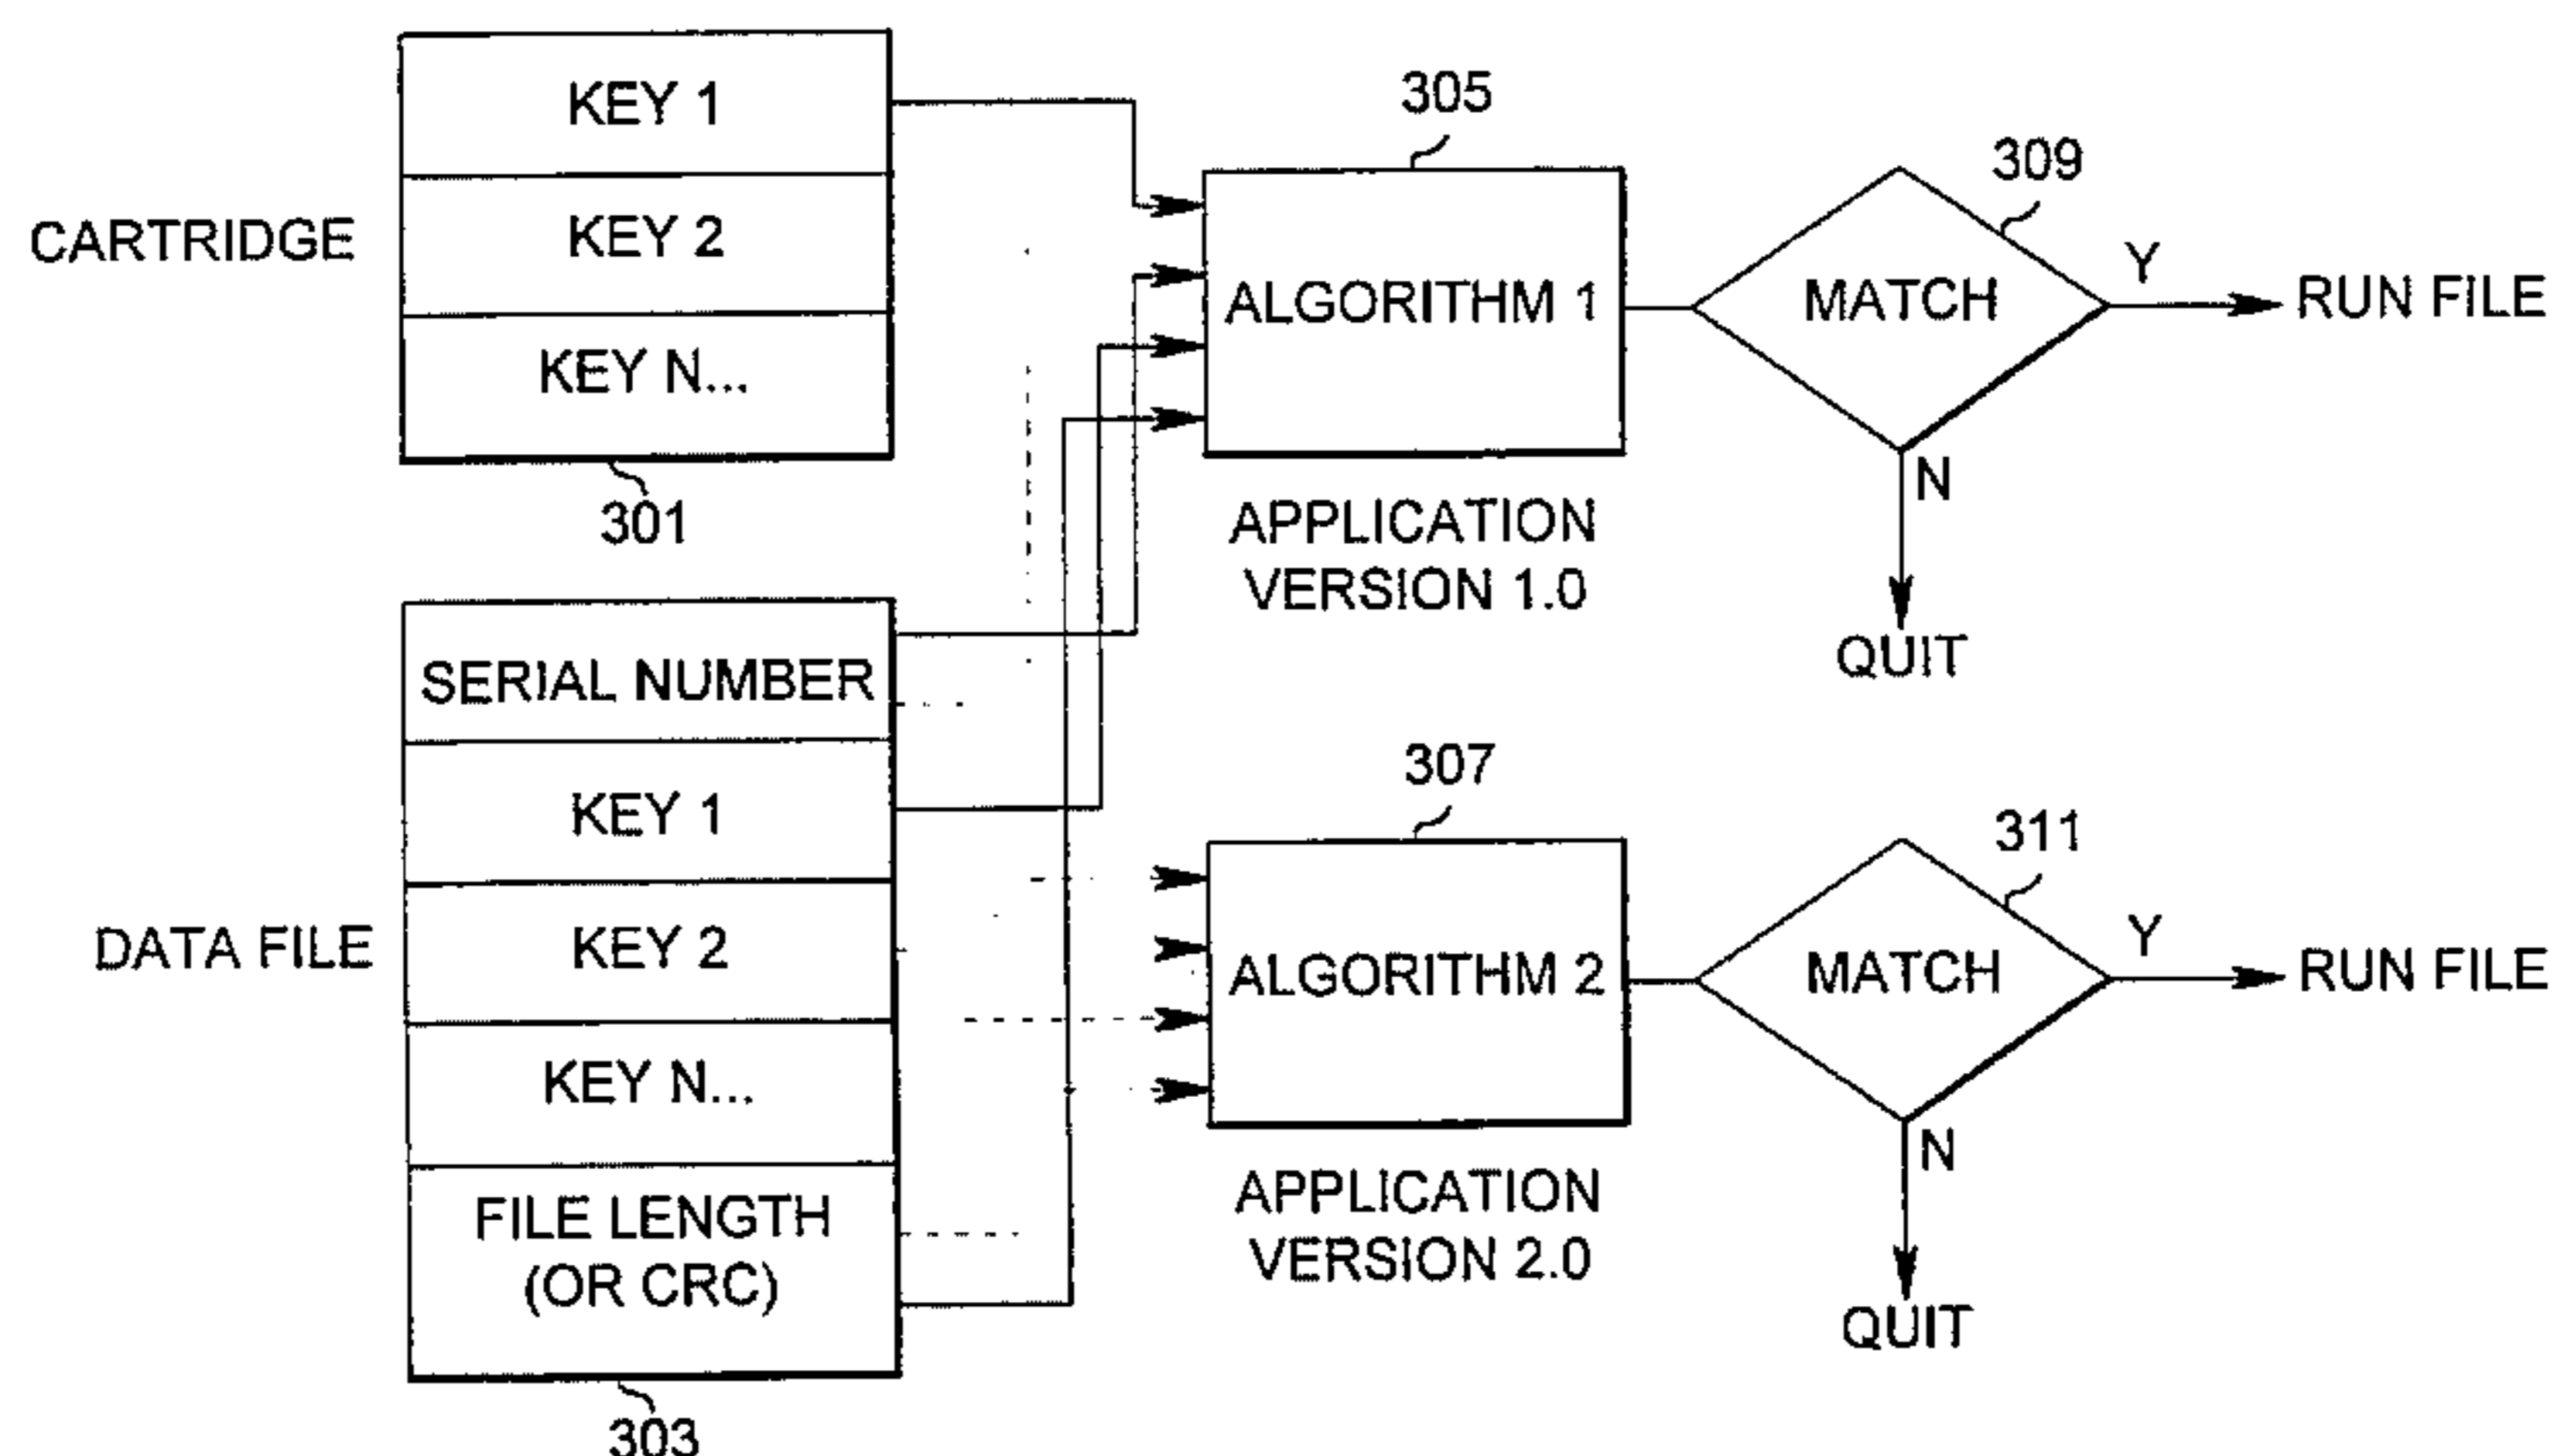 CARTRIDGE
KEY 1
KEY 2
KEY N...
301
DATA FILE
SERIAL NUMBER
KEY 1
KEY 2
KEY N...
FILE LENGTH
(OR CRC)
303
305
ALGORITHM 1
APPLICATION
VERSION 1.0
309
MATCH
Y
RUN FILE
N
QUIT
307
ALGORITHM 2
APPLICATION
VERSION 2.0
311
MATCH
Y
RUN FILE
N
QUIT